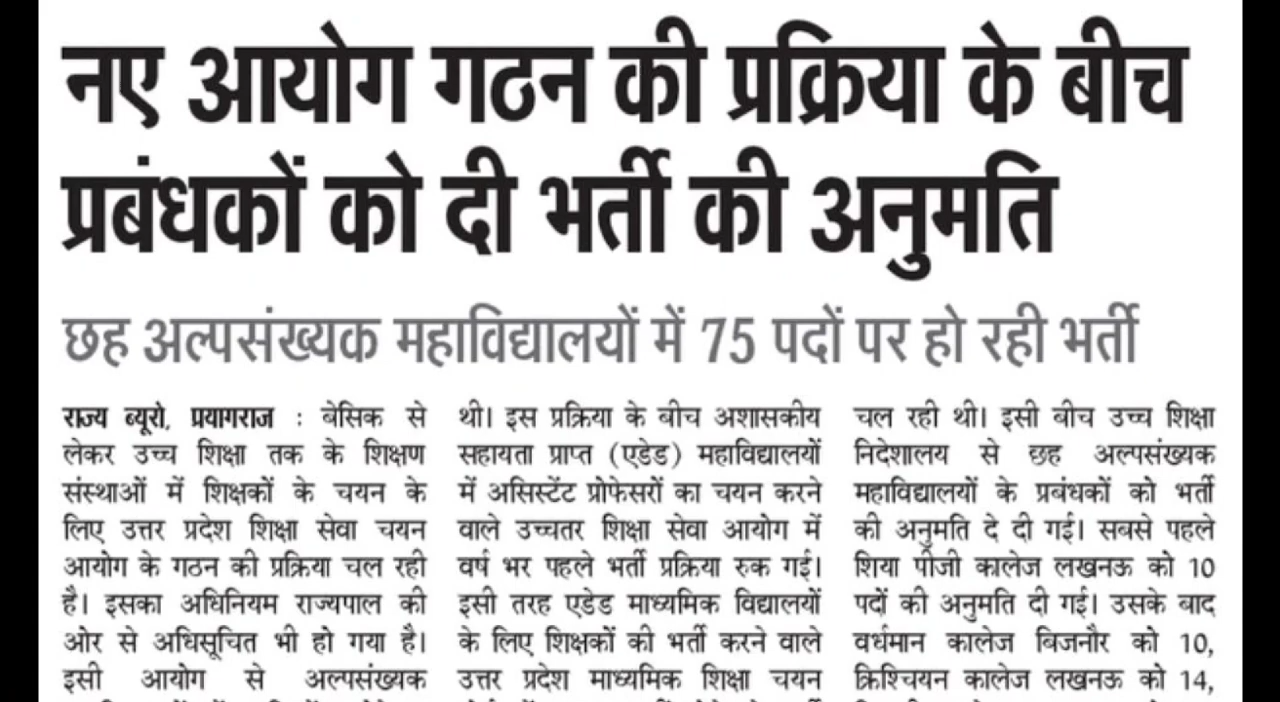 नए आयोग गठन की प्रक्रिया के बीच
प्रबंधकों को दी भर्ती की अनुमति
छह अल्पसंख्यक महाविद्यालयों में 75 पदों पर हो रही भर्ती
राज्य ब्यूरो, प्रयागराज : बेसिक से
लेकर उच्च शिक्षा तक के शिक्षण
संस्थाओं में शिक्षकों के चयन के
लिए उत्तर प्रदेश शिक्षा सेवा चयन
आयोग के गठन की प्रक्रिया चल रही
है। इसका अधिनियम राज्यपाल की
ओर से अधिसूचित भी हो गया है।
इसी आयोग से अल्पसंख्यक
थी। इस प्रक्रिया के बीच अशासकीय
सहायता प्राप्त (एडेड) महाविद्यालयों
में असिस्टेंट प्रोफेसरों का चयन करने
वाले उच्चतर शिक्षा सेवा आयोग में
वर्ष भर पहले भर्ती प्रक्रिया रुक गई।
इसी तरह एडेड माध्यमिक विद्यालयों
के लिए शिक्षकों की भर्ती करने वाले
उत्तर प्रदेश माध्यमिक शिक्षा चयन
चल रही थी। इसी बीच उच्च शिक्षा
निदेशालय से छह अल्पसंख्यक
महाविद्यालयों के प्रबंधकों को भर्ती
की अनुमति दे दी गई। सबसे पहले
शिया पीजी कालेज लखनऊ को 10
पदों की अनुमति दी गई। उसके बाद
वर्धमान कालेज बिजनौर को 10,
क्रिश्चियन कालेज लखनऊ को 14,